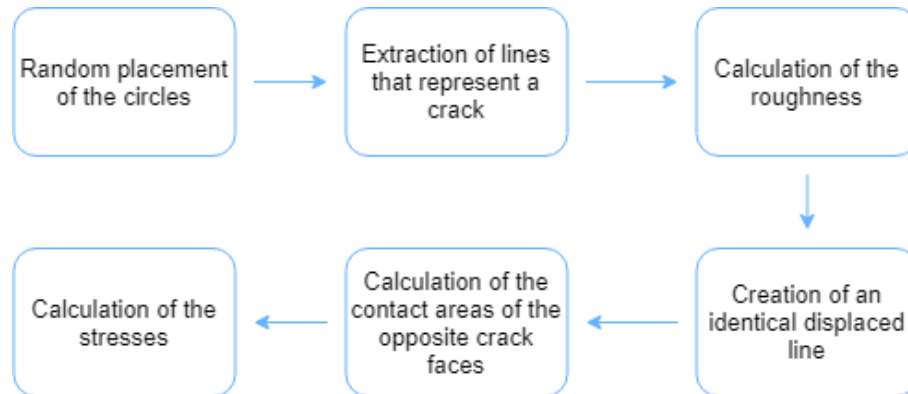 Random placement
of the circles
Extraction of lines
that represent a
crack
Calculation of the
roughness
Creation of an
identical displaced
line
Calculation of the
contact areas of the
opposite crack
faces
Calculation of the
stresses